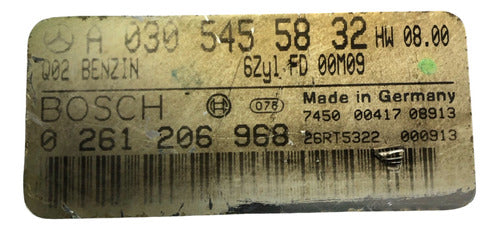 A 030 545 58 32 HW 08.00
Q02 BENZIN 6Zyl FD 00M09
BOSCH 078 Made in Germany
7450 00417 08913
0 261 206 968 26RT5322 000913